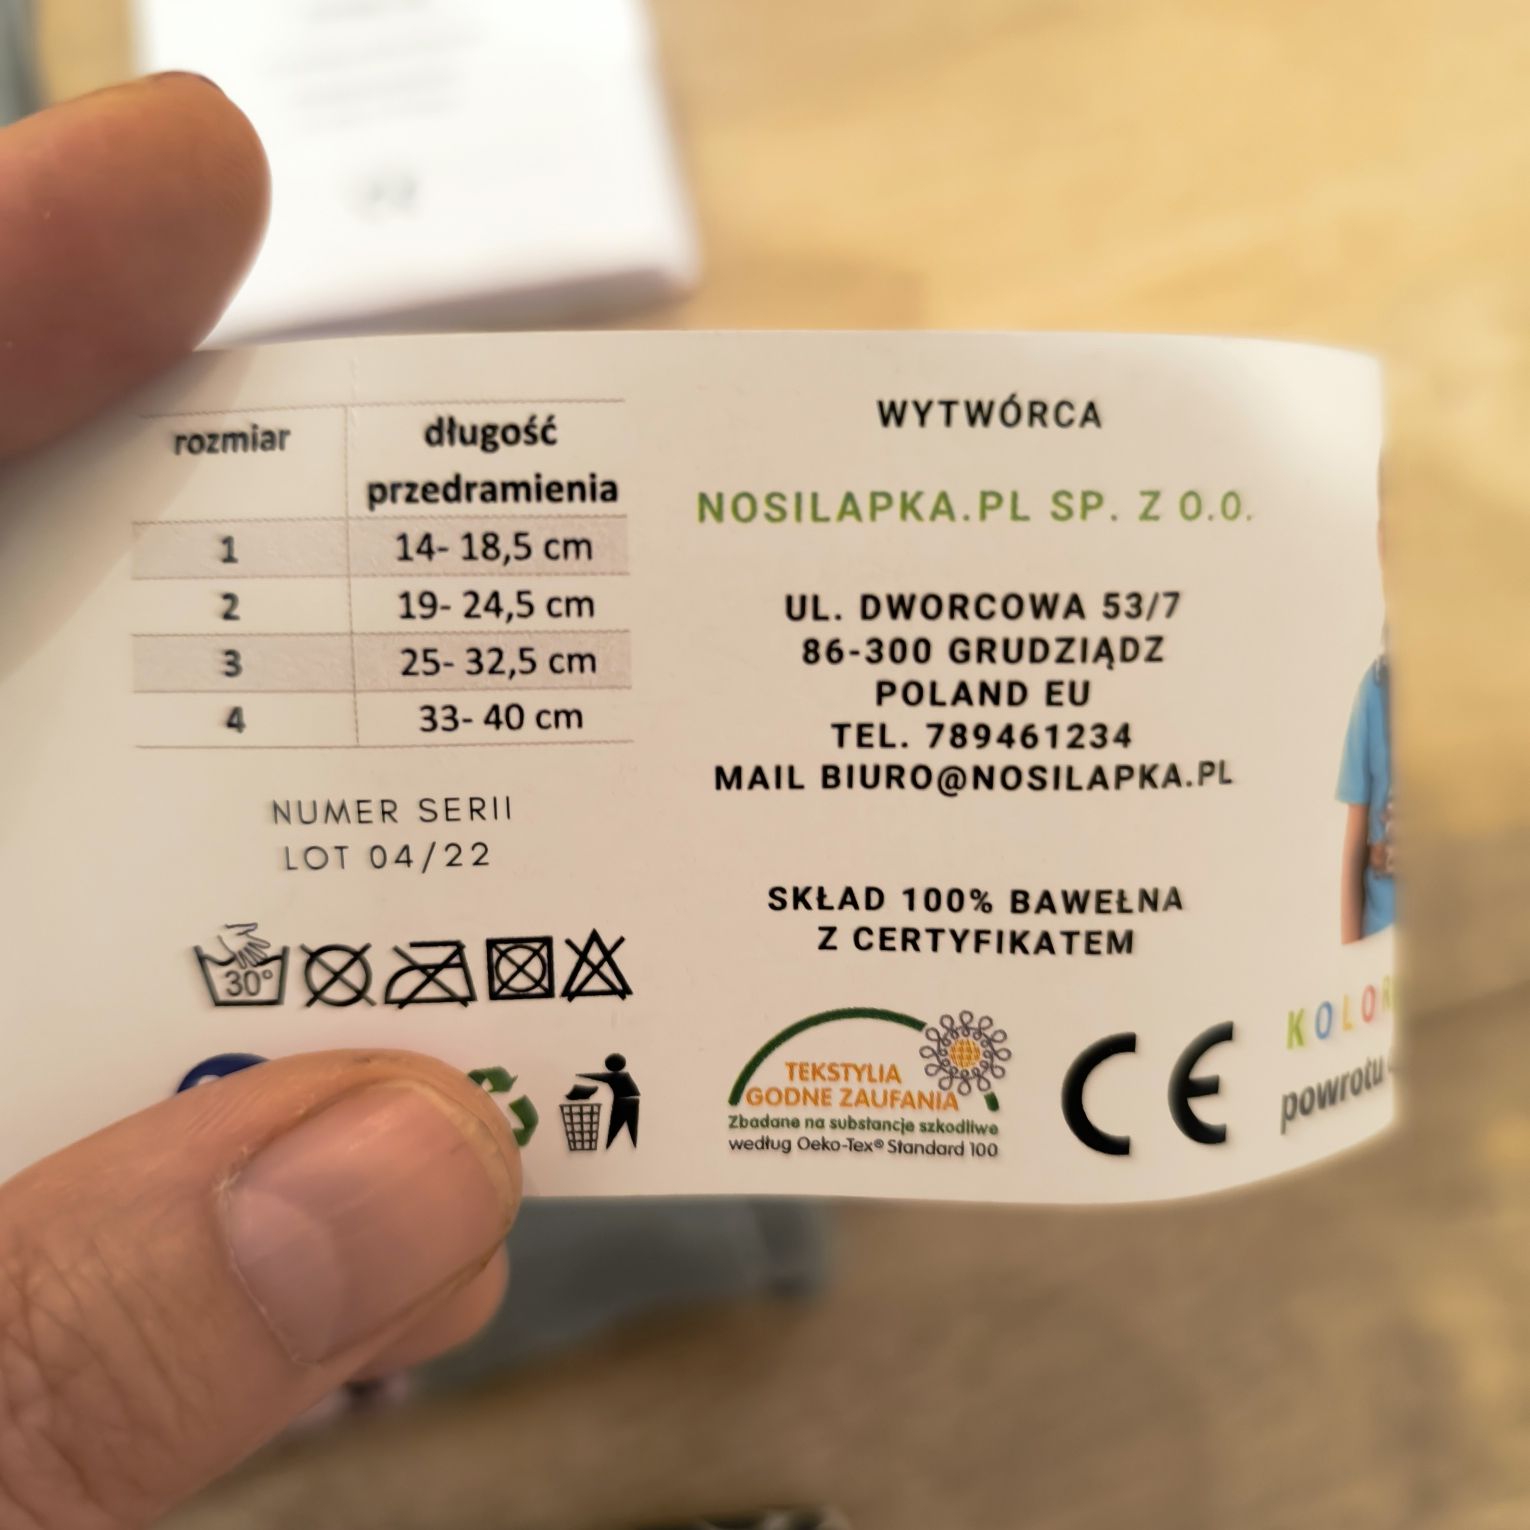 rozmiar długość przedramienia
1 14- 18,5 cm
2 19- 24,5 cm
3 25- 32,5 cm
4 33- 40 cm
NUMER SERII
LOT 04/22
30°
WYTWÓRCA
NOSILAPKA.PL SP. Z O.O.
UL. DWORCOWA 53/7
86-300 GRUDZIĄDZ
POLAND EU
TEL. 789461234
MAIL BIURO@NOSILAPKA.PL
SKŁAD 100% BAWEŁNA
Z CERTYFIKATEM
TEKSTYLIA
GODNE ZAUFANIA
Zbadane na substancje szkodliwe
według Oeko-Tex® Standard 100
CE
powrotu